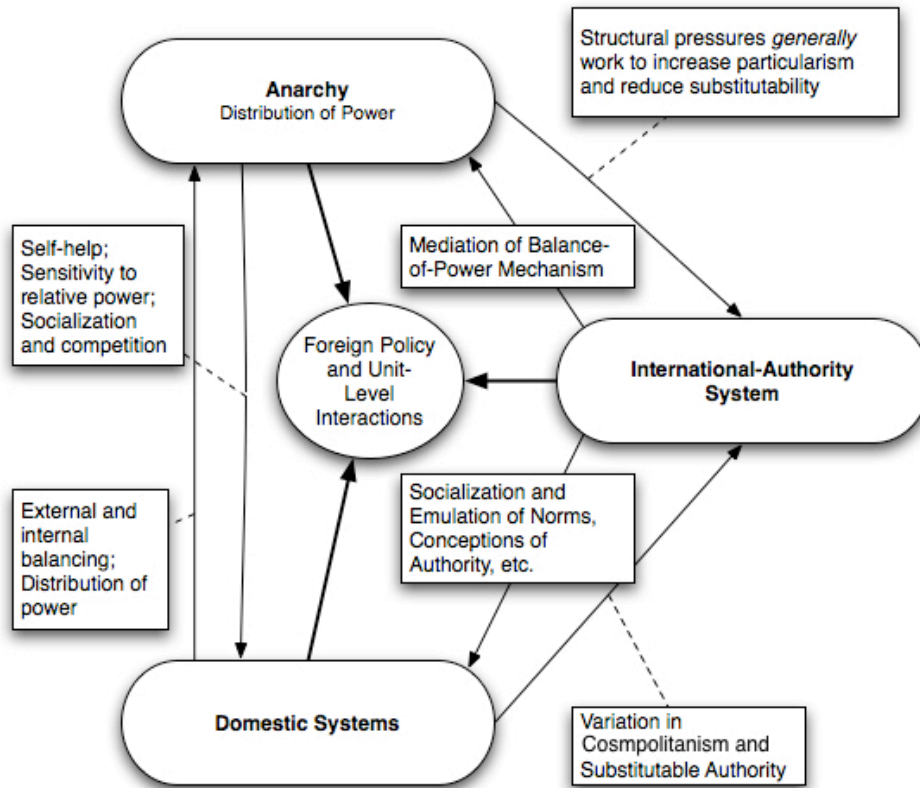 Structural pressures generally
work to increase particularism
and reduce substitutability
Anarchy
Distribution of Power
Self-help;
Sensitivity to
relative power;
Socialization
and competition
Mediation of Balance-
of-Power Mechanism
Foreign Policy
and Unit-
Level
Interactions
International-Authority
System
External and
internal
balancing;
Distribution of
power
Socialization and
Emulation of Norms,
Conceptions of
Authority, etc.
Domestic Systems
Variation in
Cosmpolitanism and
Substitutable Authority